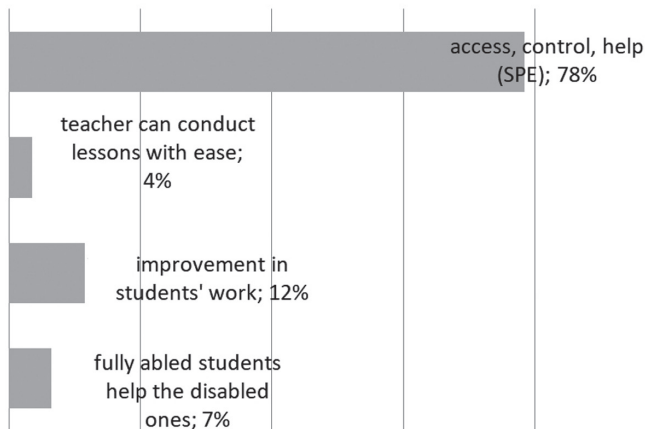 access, control, help
(SPE); 78%
teacher can conduct
lessons with ease;
4%
improvement in
students' work; 12%
fully abled students
help the disabled
ones; 7%